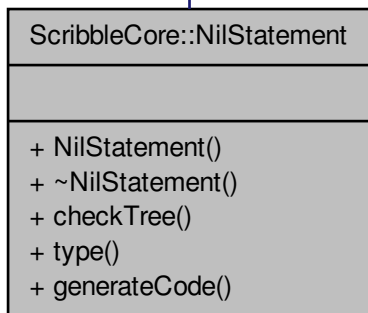 ScribbleCore::NilStatement
+ NilStatement()
+ ~NilStatement()
+ checkTree()
+ type()
+ generateCode()